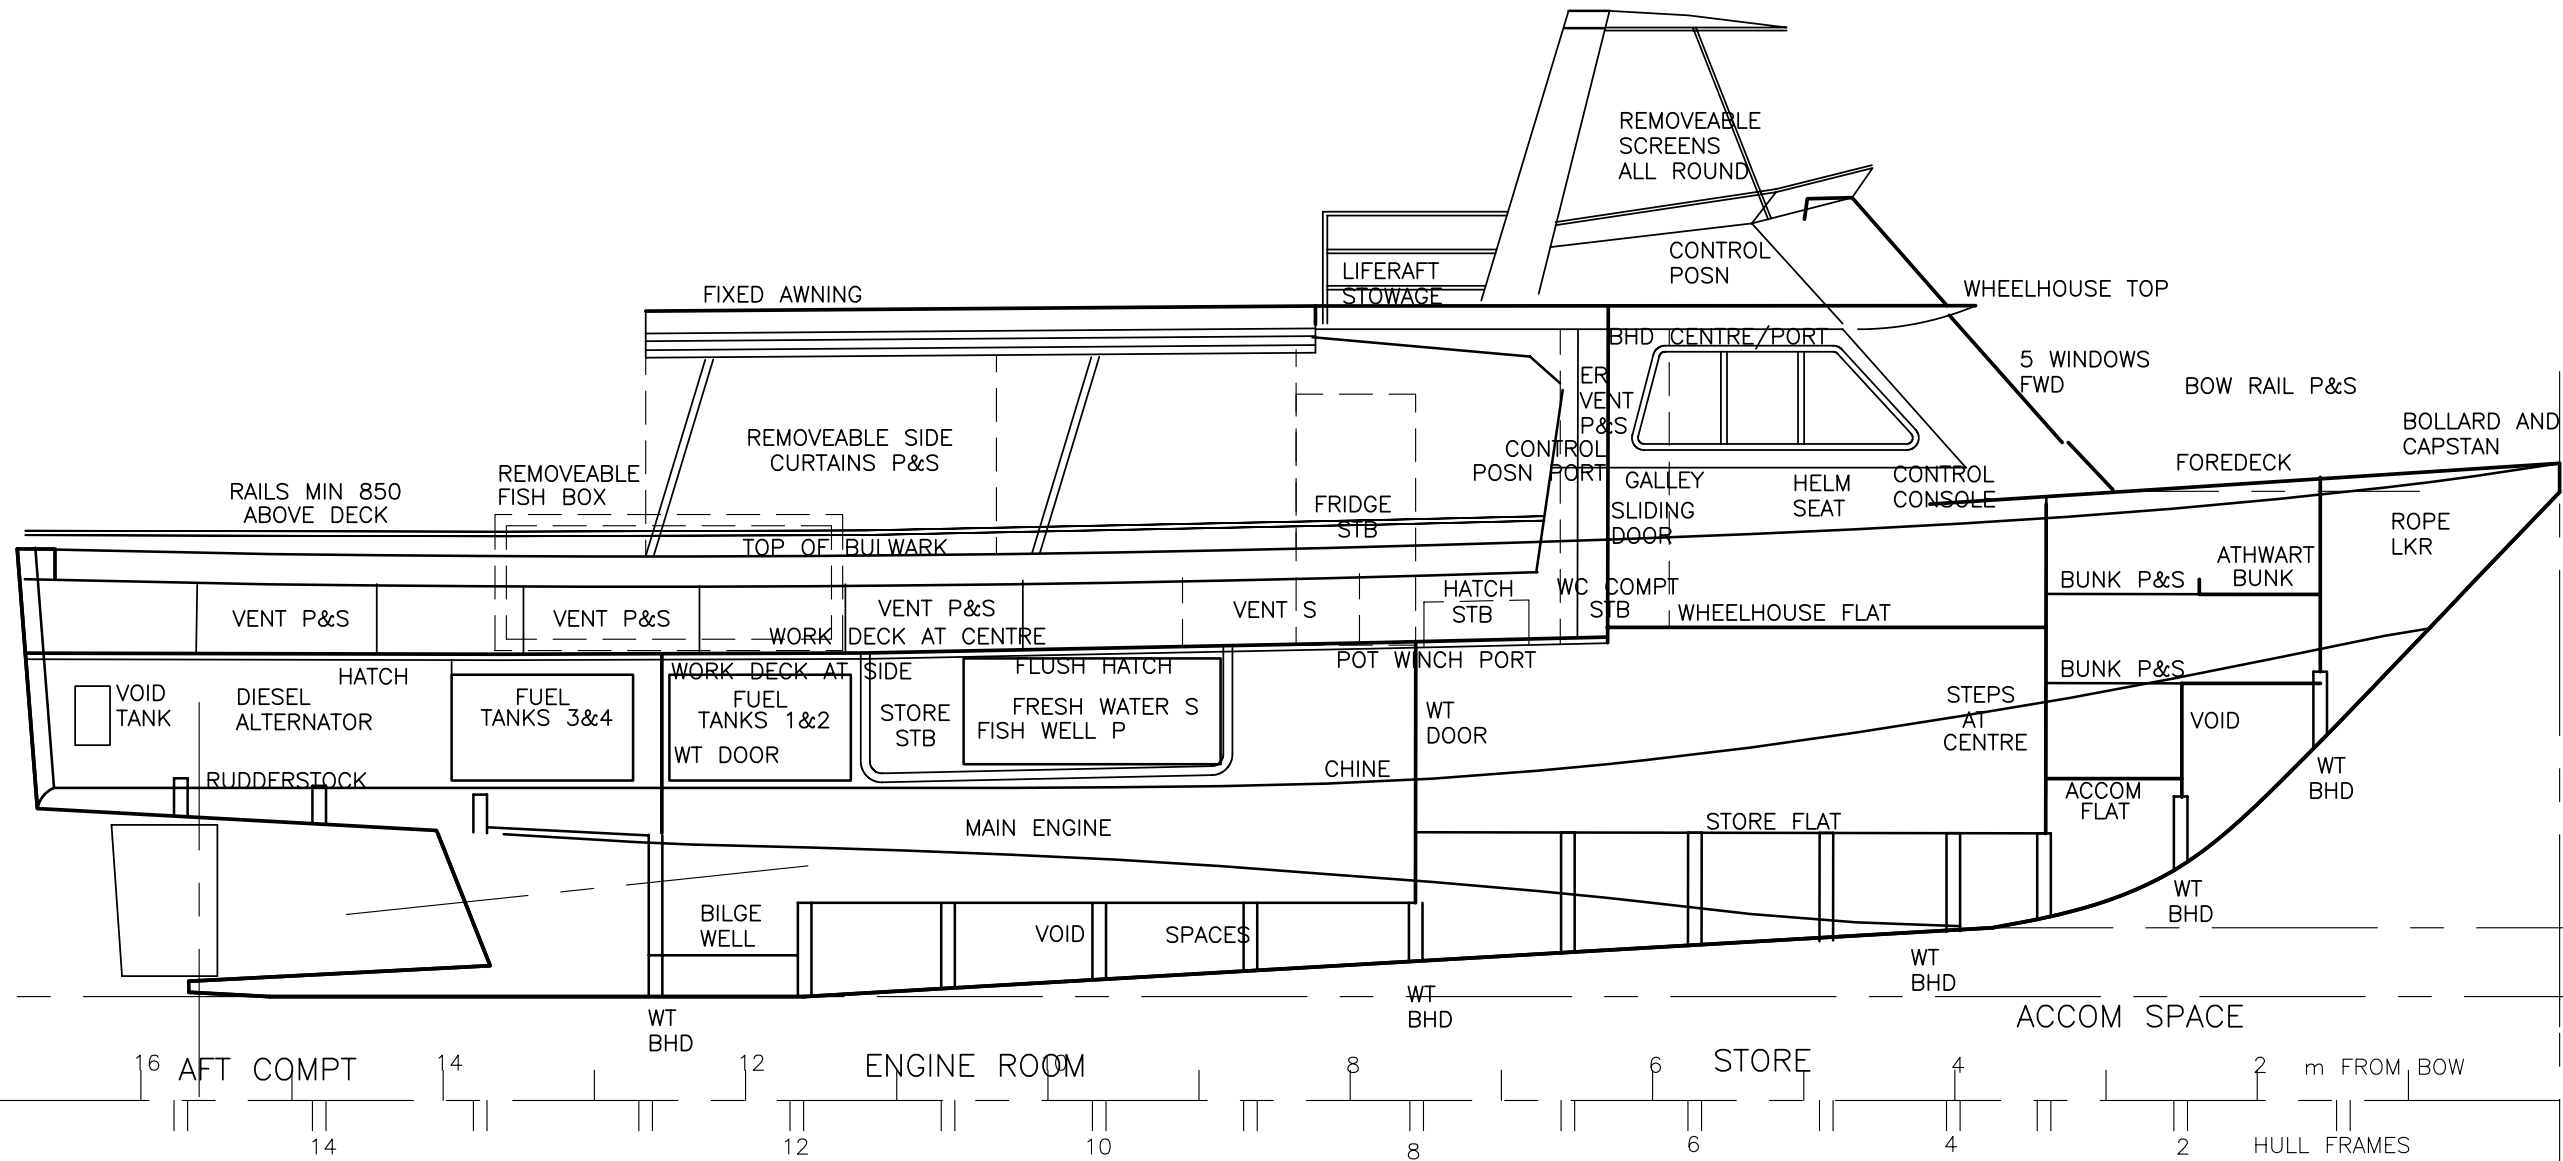 REMOVEABLE
SCREENS
ALL ROUND
CONTROL
POSN
LIFERAFT
STOWAGE
FIXED AWNING
WHEELHOUSE TOP
BHD CENTRE/PORT
5 WINDOWS
FWD
ER
VENT
P&S
BOW RAIL P&S
BOLLARD AND
CAPSTAN
REMOVEABLE SIDE
CURTAINS P&S
CONTROL
POSN PORT
FOREDECK
REMOVEABLE
FISH BOX
GALLEY
HELM
SEAT
CONTROL
CONSOLE
RAILS MIN 850
ABOVE DECK
FRIDGE
STB
SLIDING
DOOR
ROPE
LKR
TOP OF BULWARK
ATHWART
BUNK
BUNK P&S
HATCH
STB
WC COMPT
STB
VENT P&S
VENT P&S
VENT P&S
VENT S
WHEELHOUSE FLAT
WORK DECK AT CENTRE
POT WINCH PORT
WORK DECK AT SIDE
FLUSH HATCH
BUNK P&S
HATCH
VOID
TANK
DIESEL
ALTERNATOR
FUEL
TANKS 3&4
FUEL
TANKS 1&2
STORE
STB
FRESH WATER S
FISH WELL P
WT
DOOR
STEPS
AT
CENTRE
VOID
WT DOOR
RUDDERSTOCK
CHINE
WT
BHD
ACCOM
FLAT
MAIN ENGINE
STORE FLAT
BILGE
WELL
VOID SPACES
WT
BHD
WT
BHD
WT
BHD
WT
BHD
ACCOM SPACE
AFT COMPT
ENGINE ROOM
STORE
16 14 12 10 8 6 4 2 m FROM BOW
14 12 10 8 6 4 2 HULL FRAMES